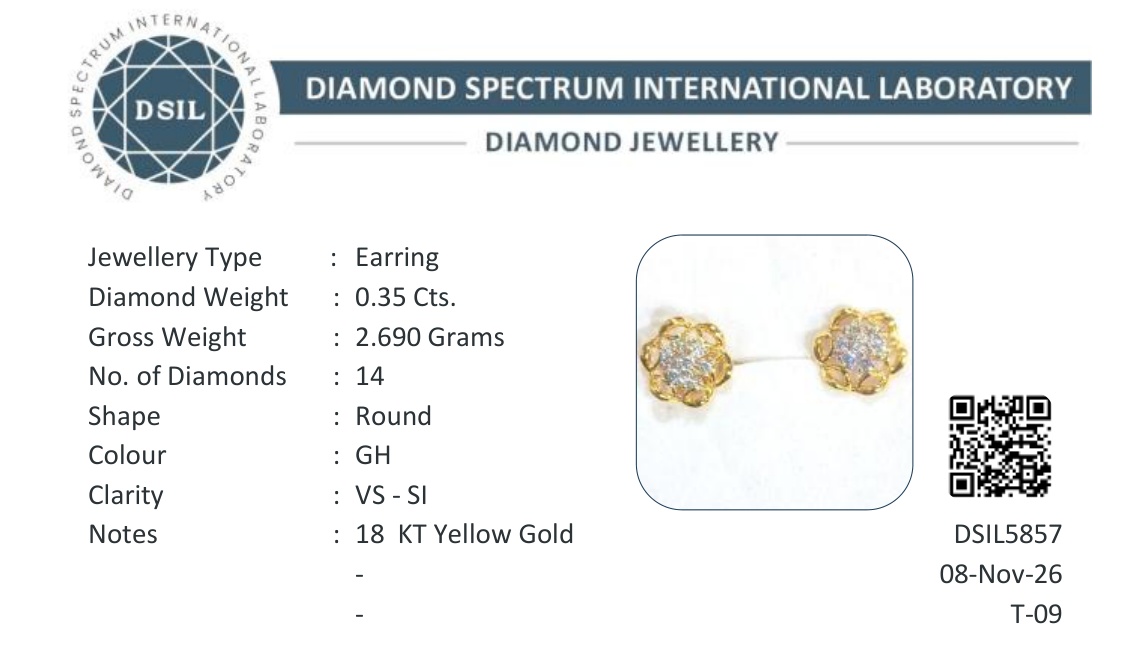 DIAMOND SPECTRUM INTERNATIONAL LABORATORY
DSIL
DIAMOND SPECTRUM INTERNATIONAL LABORATORY
DIAMOND JEWELLERY
Jewellery Type : Earring
Diamond Weight : 0.35 Cts.
Gross Weight : 2.690 Grams
No. of Diamonds : 14
Shape : Round
Colour : GH
Clarity : VS - SI
Notes : 18 KT Yellow Gold
-
-
DSIL5857
08-Nov-26
T-09